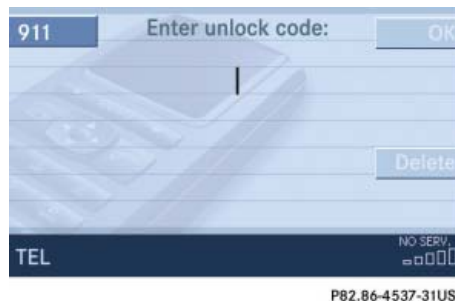 911 Enter unlock code: OK
Delete
NO SERV.
TEL
P82.86-4537-31US